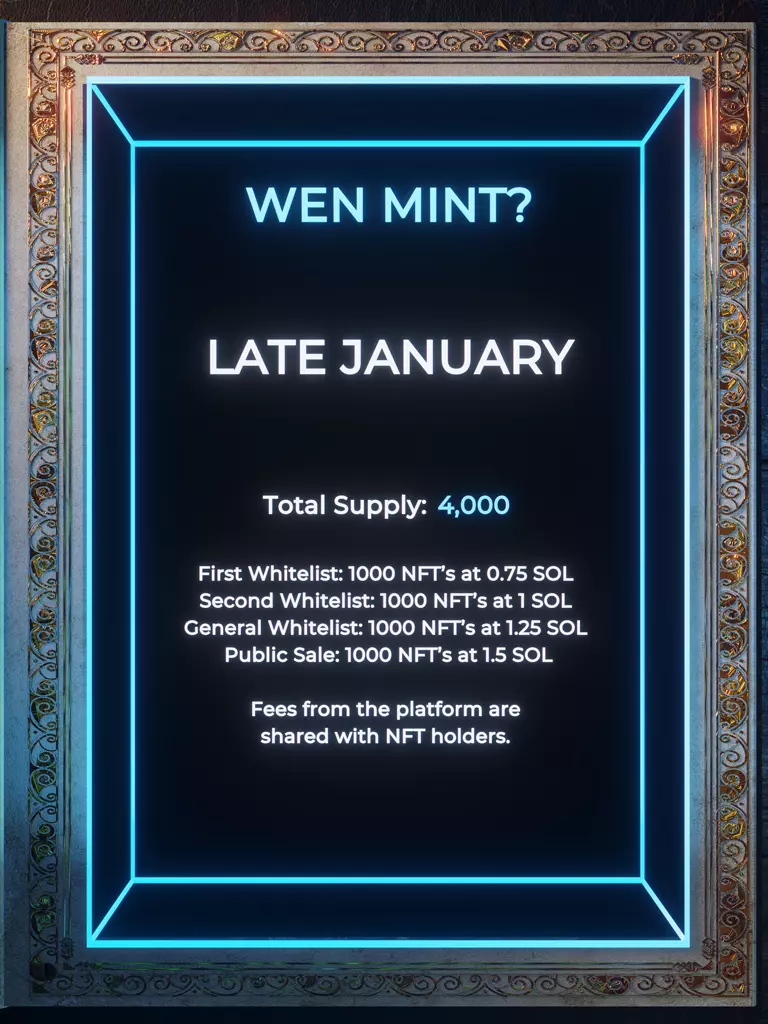 WEN MINT?
LATE JANUARY
Total Supply: 4,000
First Whitelist: 1000 NFT's at 0.75 SOL
Second Whitelist: 1000 NFT's at 1 SOL
General Whitelist: 1000 NFT's at 1.25 SOL
Public Sale: 1000 NFT's at 1.5 SOL
Fees from the platform are
shared with NFT holders.